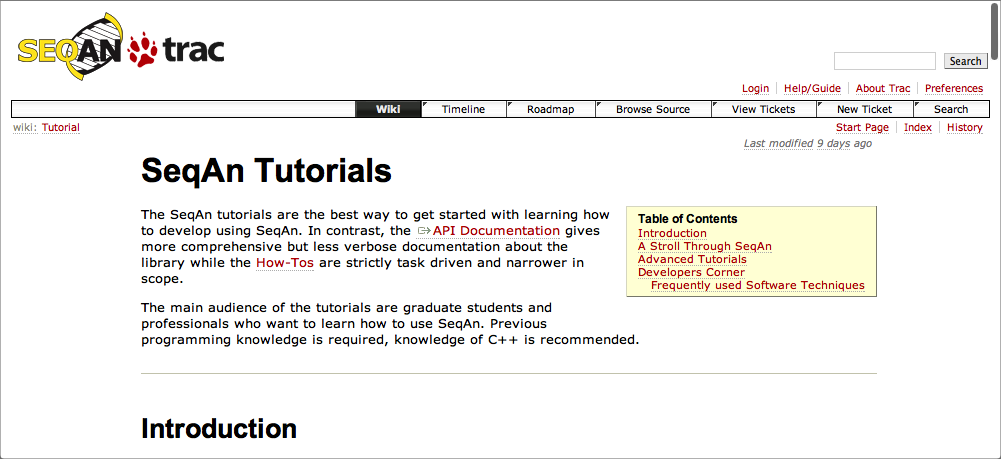 SEQAN trac
Search
Login Help/Guide About Trac Preferences
Wiki Timeline Roadmap Browse Source View Tickets New Ticket Search
wiki: Tutorial Start Page Index History
Last modified 9 days ago
SeqAn Tutorials
The SeqAn tutorials are the best way to get started with learning how
to develop using SeqAn. In contrast, the API Documentation gives
more comprehensive but less verbose documentation about the
library while the How-Tos are strictly task driven and narrower in
scope.
Table of Contents
Introduction
A Stroll Through SeqAn
Advanced Tutorials
Developers Corner
Frequently used Software Techniques
The main audience of the tutorials are graduate students and
professionals who want to learn how to use SeqAn. Previous
programming knowledge is required, knowledge of C++ is recommended.
Introduction